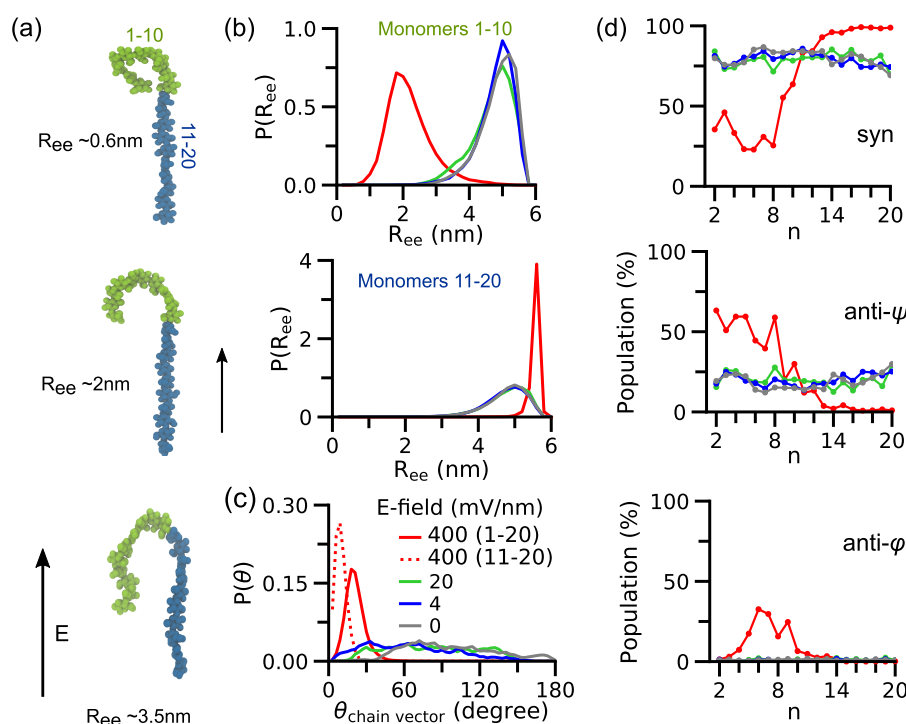 (a)
1-10
11-20
Ree ~0.6nm
Ree ~2nm
E
Ree ~3.5nm
(b)
Monomers 1-10
P(Ree)
1.0
0.5
0.0
0 2 4 6
Ree (nm)
Monomers 11-20
P(Ree)
4
2
0
0 2 4 6
Ree (nm)
(c)
P(θ)
0.30
0.15
0.00
E-field (mV/nm)
400 (1-20)
400 (11-20)
20
4
0
0 60 120 180
θchain vector (degree)
(d)
100
50
0
syn
2 8 14 20
n
Population (%)
100
50
0
anti-ψ
2 8 14 20
n
Population (%)
100
50
0
anti-φ
2 8 14 20
n